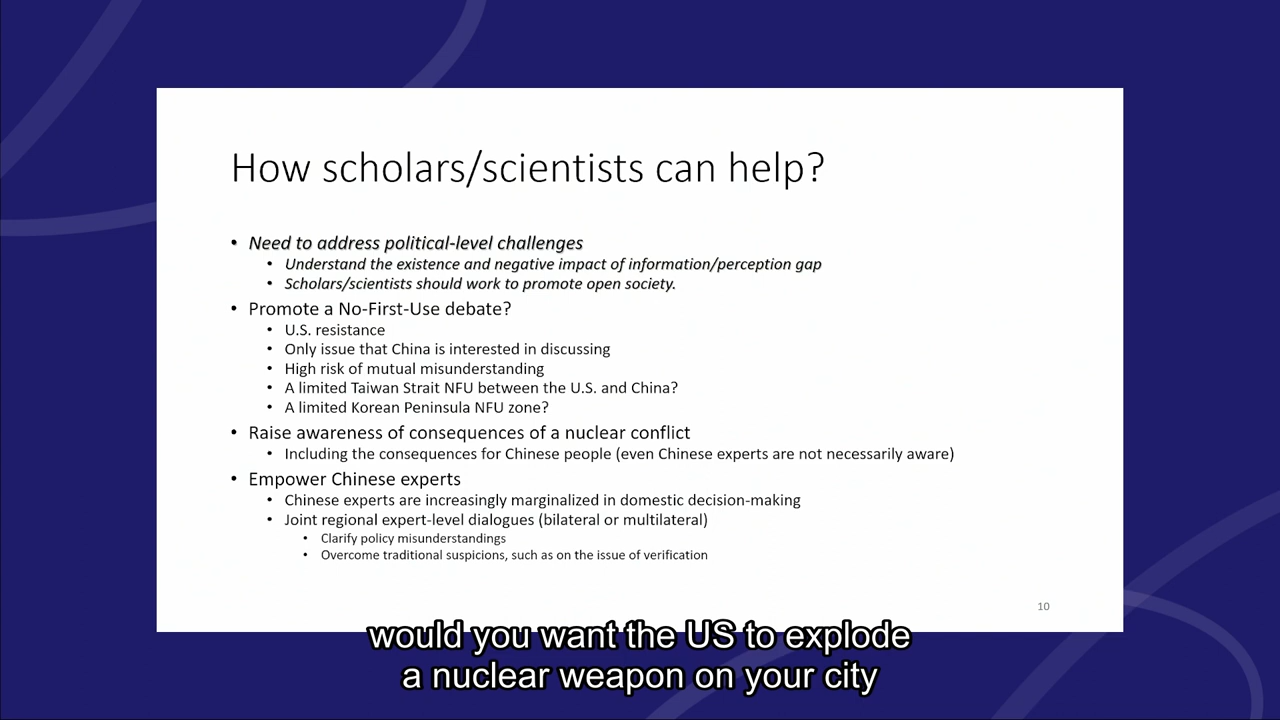 How scholars/scientists can help?
• Need to address political-level challenges
• Understand the existence and negative impact of information/perception gap
• Scholars/scientists should work to promote open society.
• Promote a No-First-Use debate?
• U.S. resistance
• Only issue that China is interested in discussing
• High risk of mutual misunderstanding
• A limited Taiwan Strait NFU between the U.S. and China?
• A limited Korean Peninsula NFU zone?
• Raise awareness of consequences of a nuclear conflict
• Including the consequences for Chinese people (even Chinese experts are not necessarily aware)
• Empower Chinese experts
• Chinese experts are increasingly marginalized in domestic decision-making
• Joint regional expert-level dialogues (bilateral or multilateral)
• Clarify policy misunderstandings
• Overcome traditional suspicions, such as on the issue of verification
10
would you want the US to explode
a nuclear weapon on your city